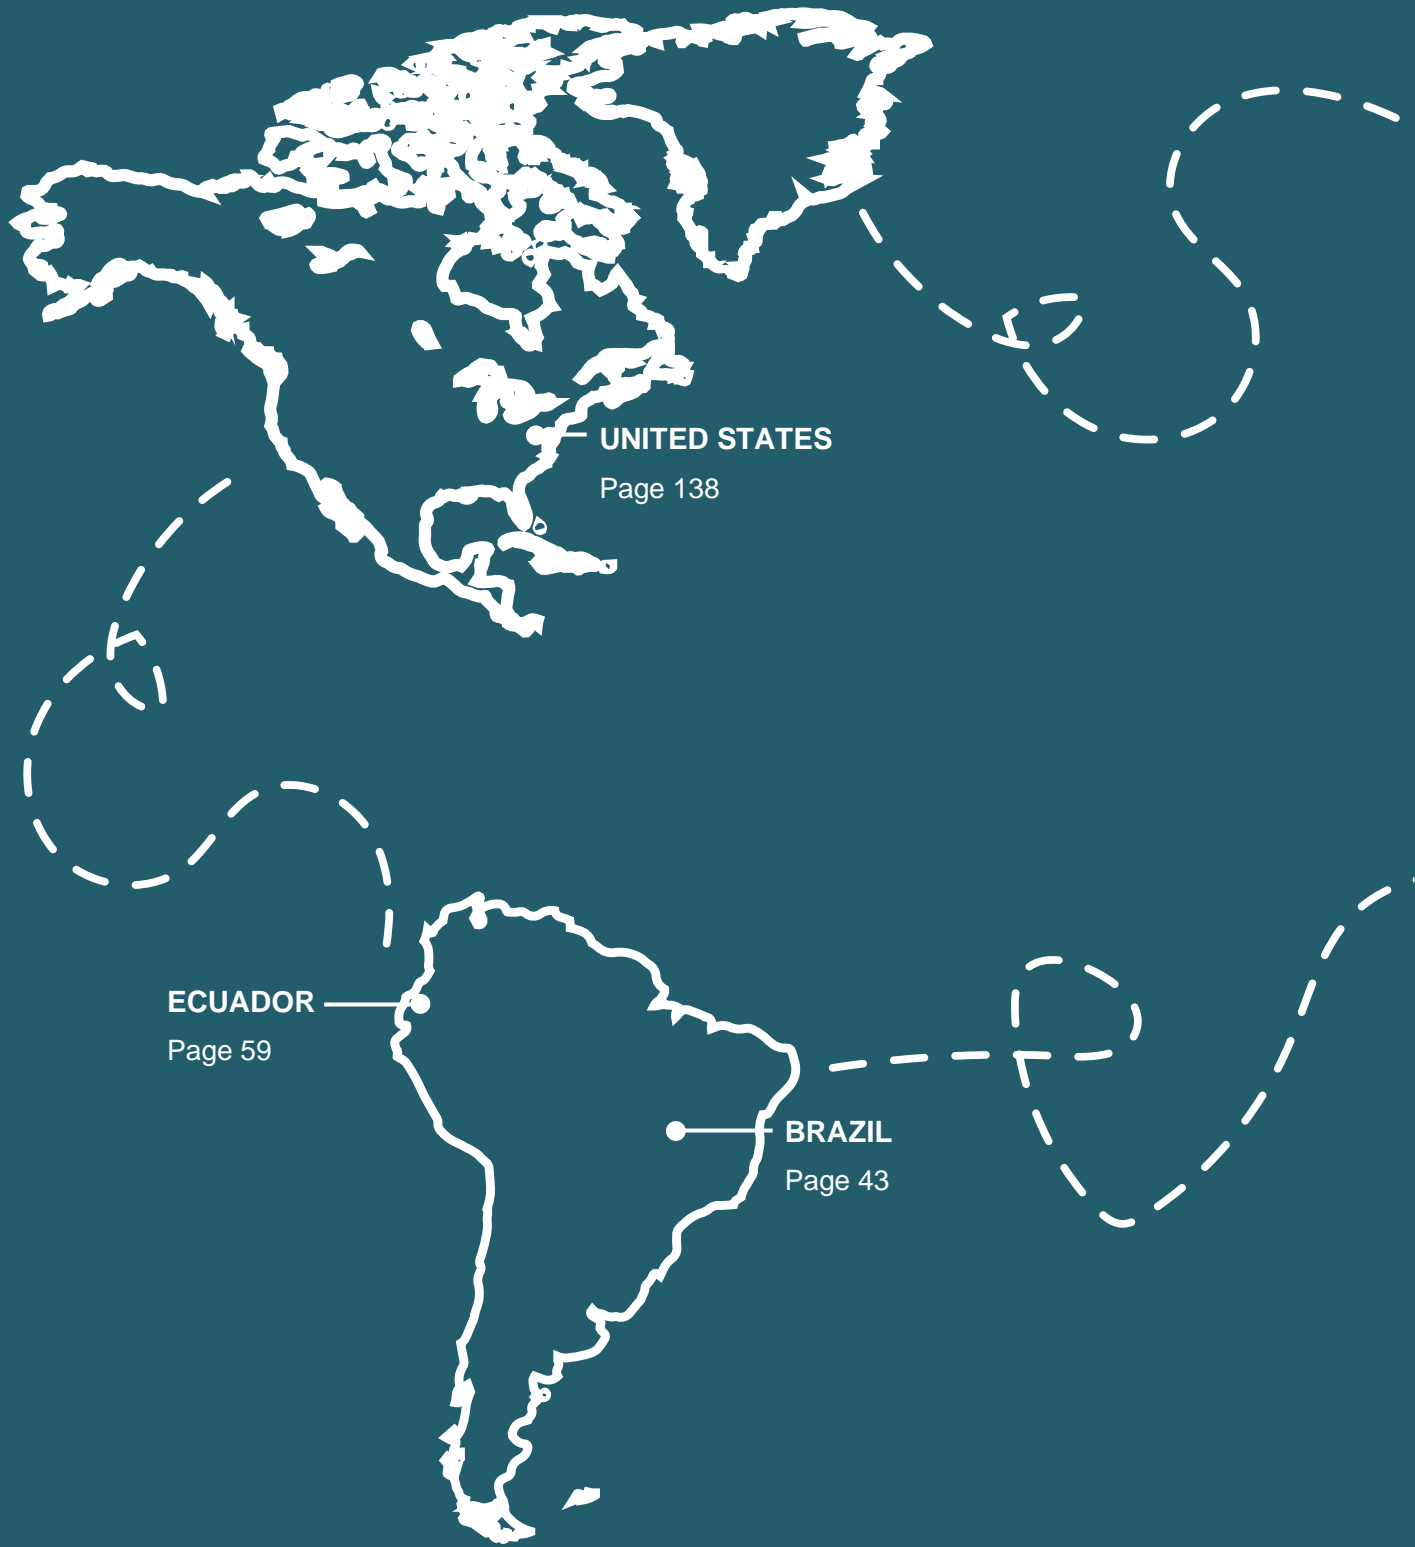 UNITED STATES
Page 138
ECUADOR
Page 59
BRAZIL
Page 43